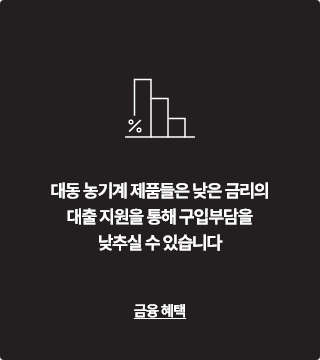 %
대동 농기계 제품들은 낮은 금리의
대출 지원을 통해 구입부담을
낮추실 수 있습니다
금융 혜택